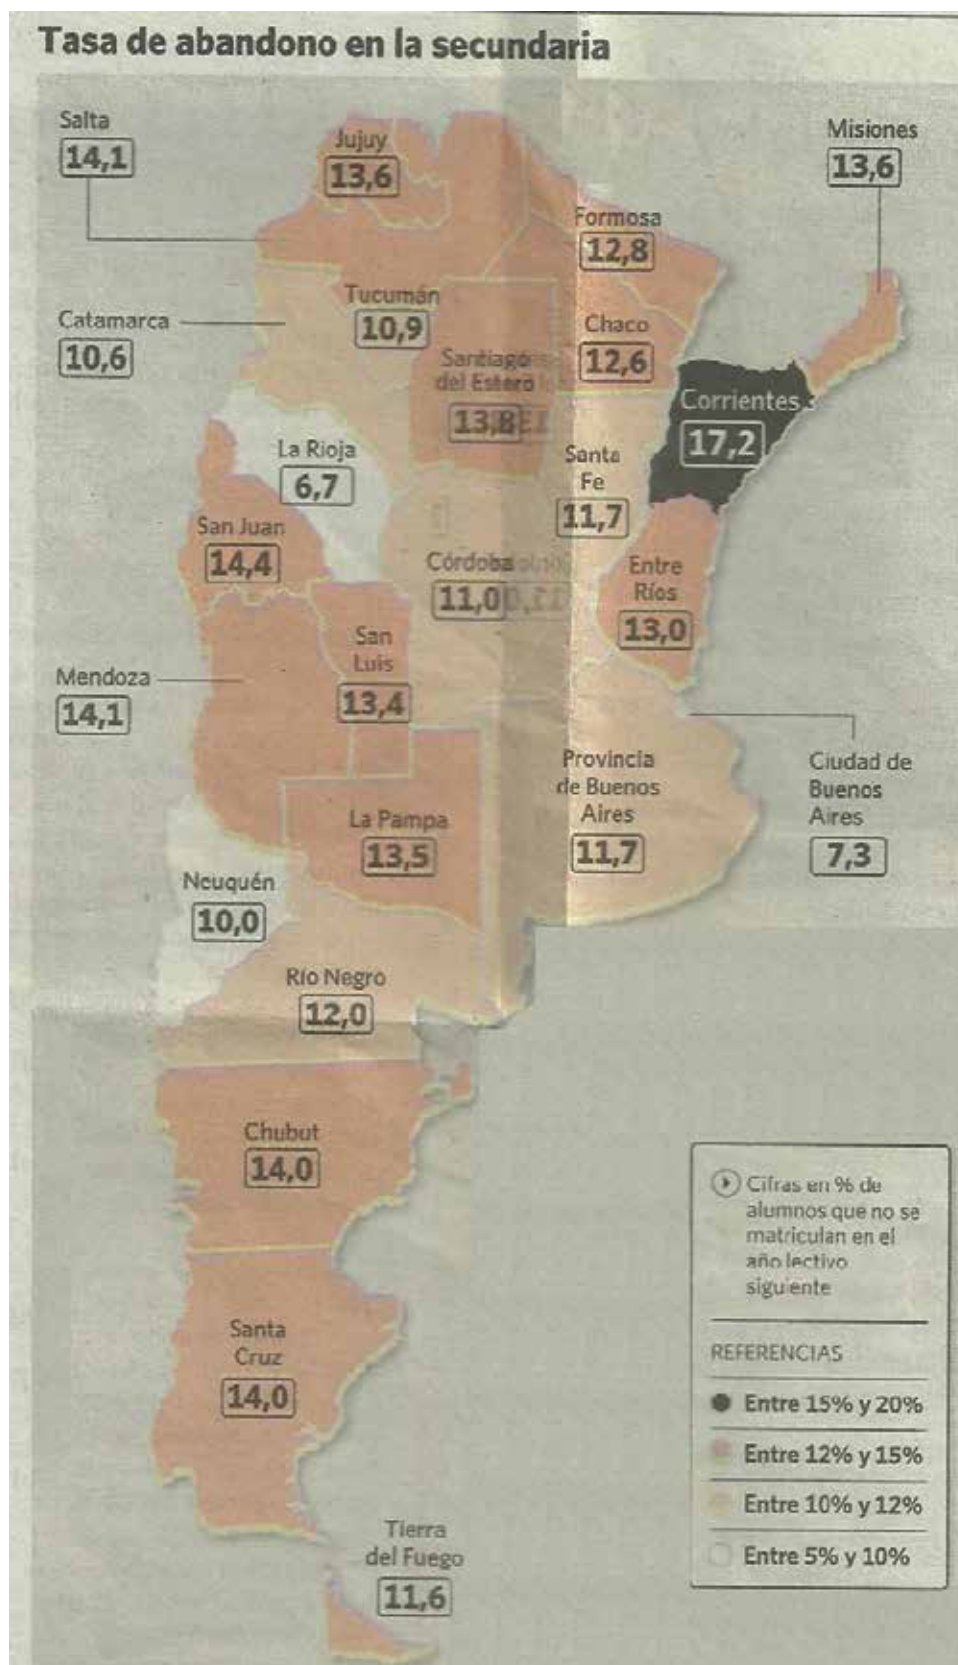 Tasa de abandono en la secundaria
Salta
14,1
Jujuy
13,6
Misiones
13,6
Formosa
12,8
Tucumán
10,9
Catamarca
10,6
Chaco
12,6
Santiago
del Estero
13,8
Corrientes
17,2
La Rioja
6,7
Santa
Fe
11,7
San Juan
14,4
Córdoba
11,0
Entre
Ríos
13,0
San
Luis
13,4
Mendoza
14,1
Provincia
de Buenos
Aires
11,7
Ciudad de
Buenos
Aires
7,3
La Pampa
13,5
Neuquén
10,0
Río Negro
12,0
Chubut
14,0
Santa
Cruz
14,0
Tierra
del Fuego
11,6
Cifras en % de
alumnos que no se
matriculan en el
año lectivo
siguiente
REFERENCIAS
Entre 15% y 20%
Entre 12% y 15%
Entre 10% y 12%
Entre 5% y 10%